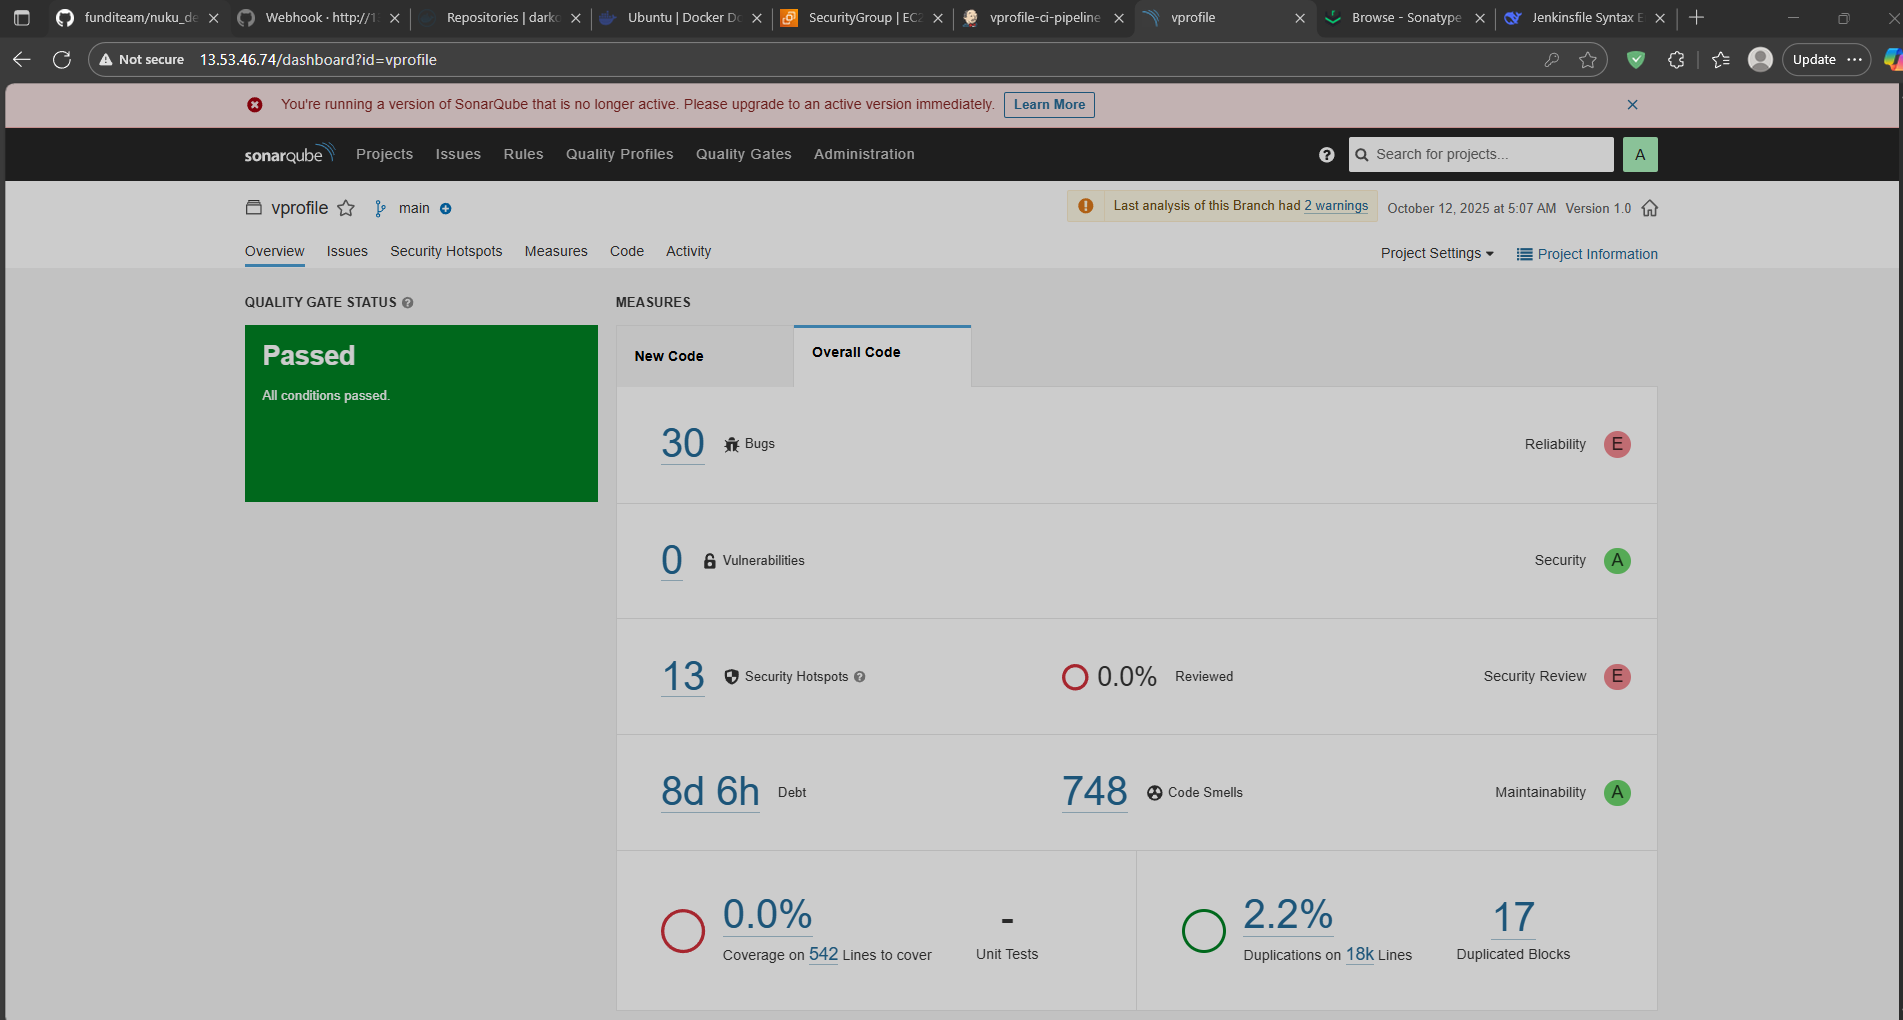 funditeam/nuku_de
Webhook · http://1
Repositories | darko
Ubuntu | Docker Do
SecurityGroup | EC2
vprofile-ci-pipeline
vprofile
Browse - Sonatype
Jenkinsfile Syntax E
Not secure 13.53.46.74/dashboard?id=vprofile
Update
You're running a version of SonarQube that is no longer active. Please upgrade to an active version immediately. Learn More
sonarqube Projects Issues Rules Quality Profiles Quality Gates Administration
Search for projects...
A
vprofile main
Last analysis of this Branch had 2 warnings October 12, 2025 at 5:07 AM Version 1.0
Overview Issues Security Hotspots Measures Code Activity
Project Settings Project Information
QUALITY GATE STATUS
Passed
All conditions passed.
MEASURES
New Code
Overall Code
30 Bugs Reliability E
0 Vulnerabilities Security A
13 Security Hotspots 0.0% Reviewed Security Review E
8d 6h Debt 748 Code Smells Maintainability A
0.0%
Coverage on 542 Lines to cover
-
Unit Tests
2.2%
Duplications on 18k Lines
17
Duplicated Blocks